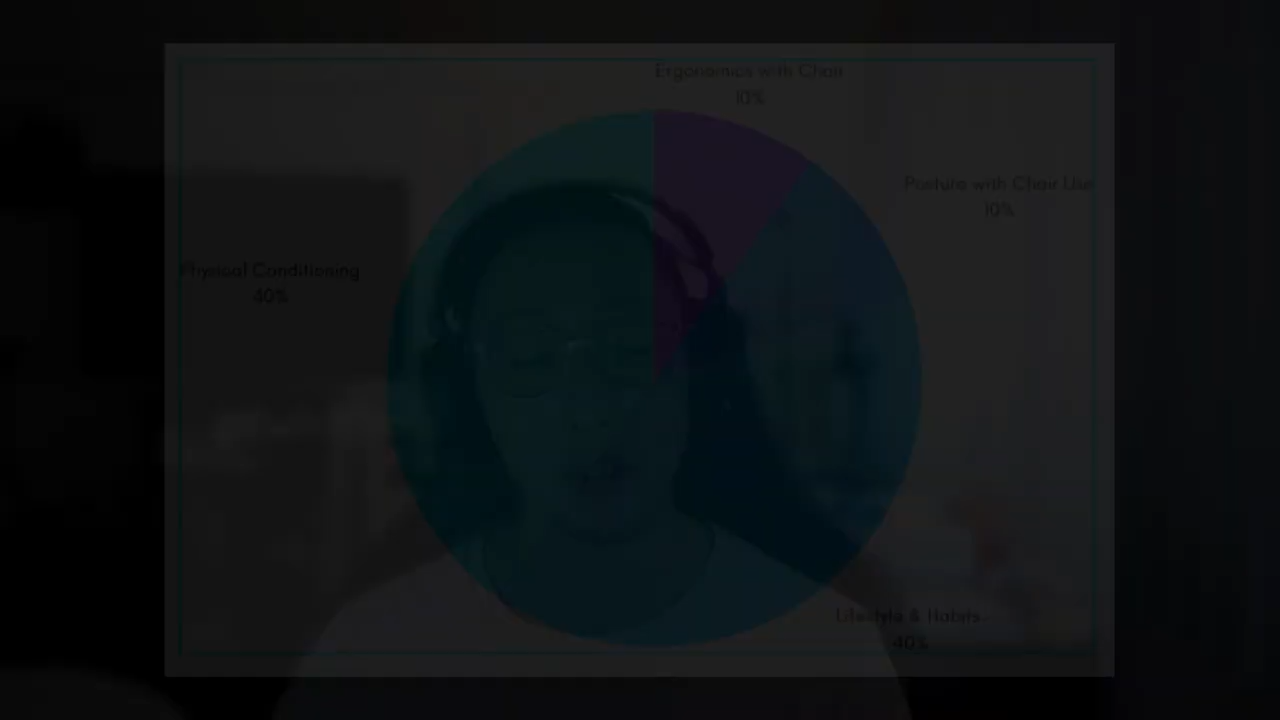 Ergonomics with Chair
10%
Posture with Chair Use
10%
Physical Conditioning
40%
Lifestyle & Habits
40%